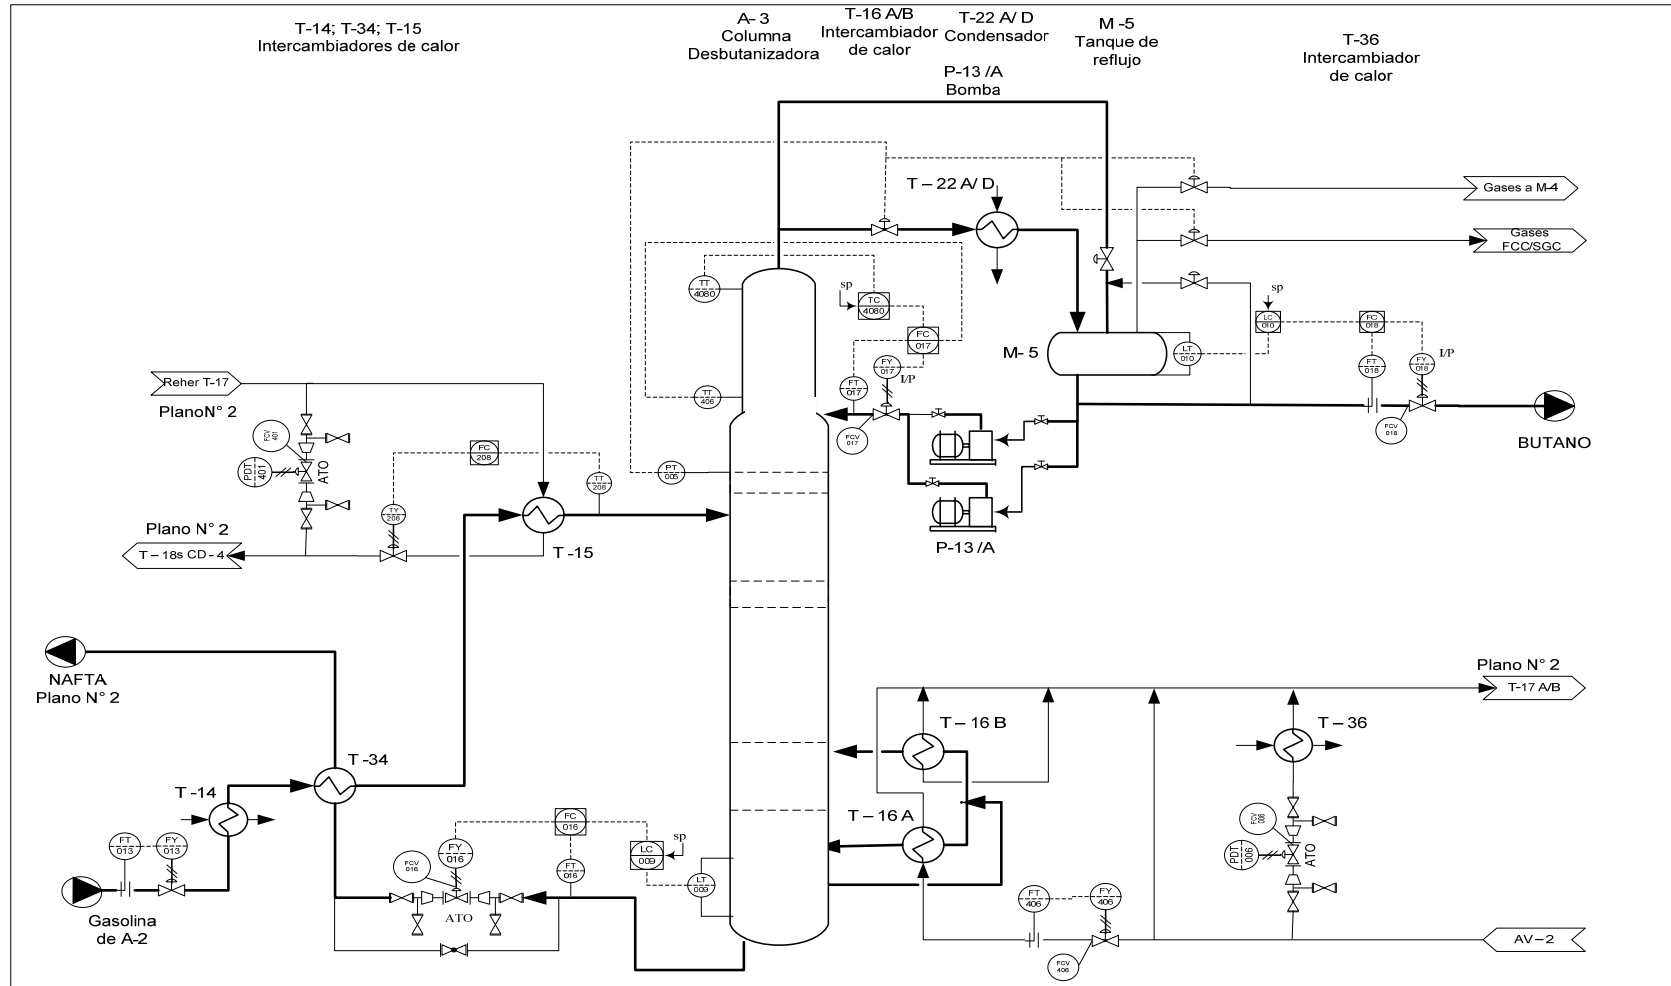 T-14; T-34; T-15
Intercambiadores de calor
A-3
Columna
Desbutanizadora
T-16 A/B
Intercambiador
de calor
T-22 A/D
Condensador
M -5
Tanque de
reflujo
P-13 /A
Bomba
T-36
Intercambiador
de calor
T – 22 A/ D
Gases a M-4
Gases
FCC/SGC
TT
4080
sp
TC
4080
FC
017
FY
017
I/P
FT
017
FCV
017
TT
406
PT
005
M- 5
LT
010
sp
LC
010
FC
018
FT
018
FY
018
I/P
FCV
018
BUTANO
P-13 /A
Reher T-17
Plano N° 2
FCV
401
PDT
401
ATO
FC
208
TY
208
TT
208
T -15
Plano N° 2
T – 18s CD - 4
NAFTA
Plano N° 2
T -34
T -14
FT
013
FY
013
Gasolina
de A-2
FC
016
FY
016
FCV
016
FT
016
ATO
LC
009
sp
LT
009
T – 16 B
T – 16 A
Plano N° 2
T-17 A/B
T – 36
FCV
006
PDT
006
ATO
FT
406
FY
406
FCV
406
AV – 2